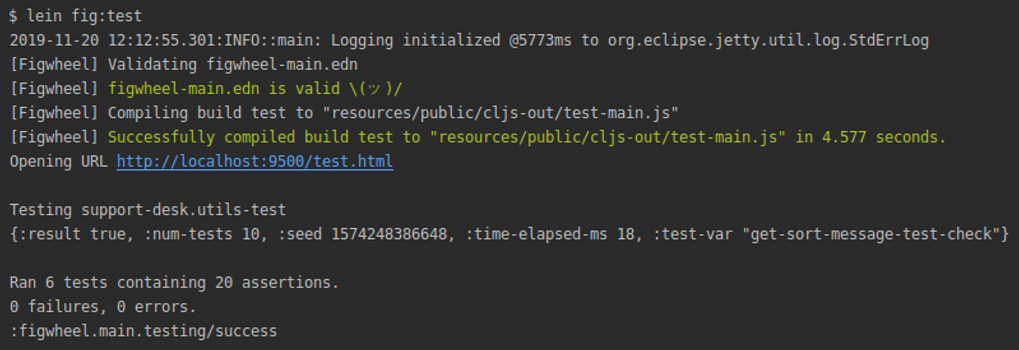 $ lein fig:test
2019-11-20 12:12:55.301:INFO::main: Logging initialized @5773ms to org.eclipse.jetty.util.log.StdErrLog
[Figwheel] Validating figwheel-main.edn
[Figwheel] figwheel-main.edn is valid \(ツ)/
[Figwheel] Compiling build test to "resources/public/cljs-out/test-main.js"
[Figwheel] Successfully compiled build test to "resources/public/cljs-out/test-main.js" in 4.577 seconds.
Opening URL http://localhost:9500/test.html
Testing support-desk.utils-test
{:result true, :num-tests 10, :seed 1574248386648, :time-elapsed-ms 18, :test-var "get-sort-message-test-check"}
Ran 6 tests containing 20 assertions.
0 failures, 0 errors.
:figwheel.main.testing/success